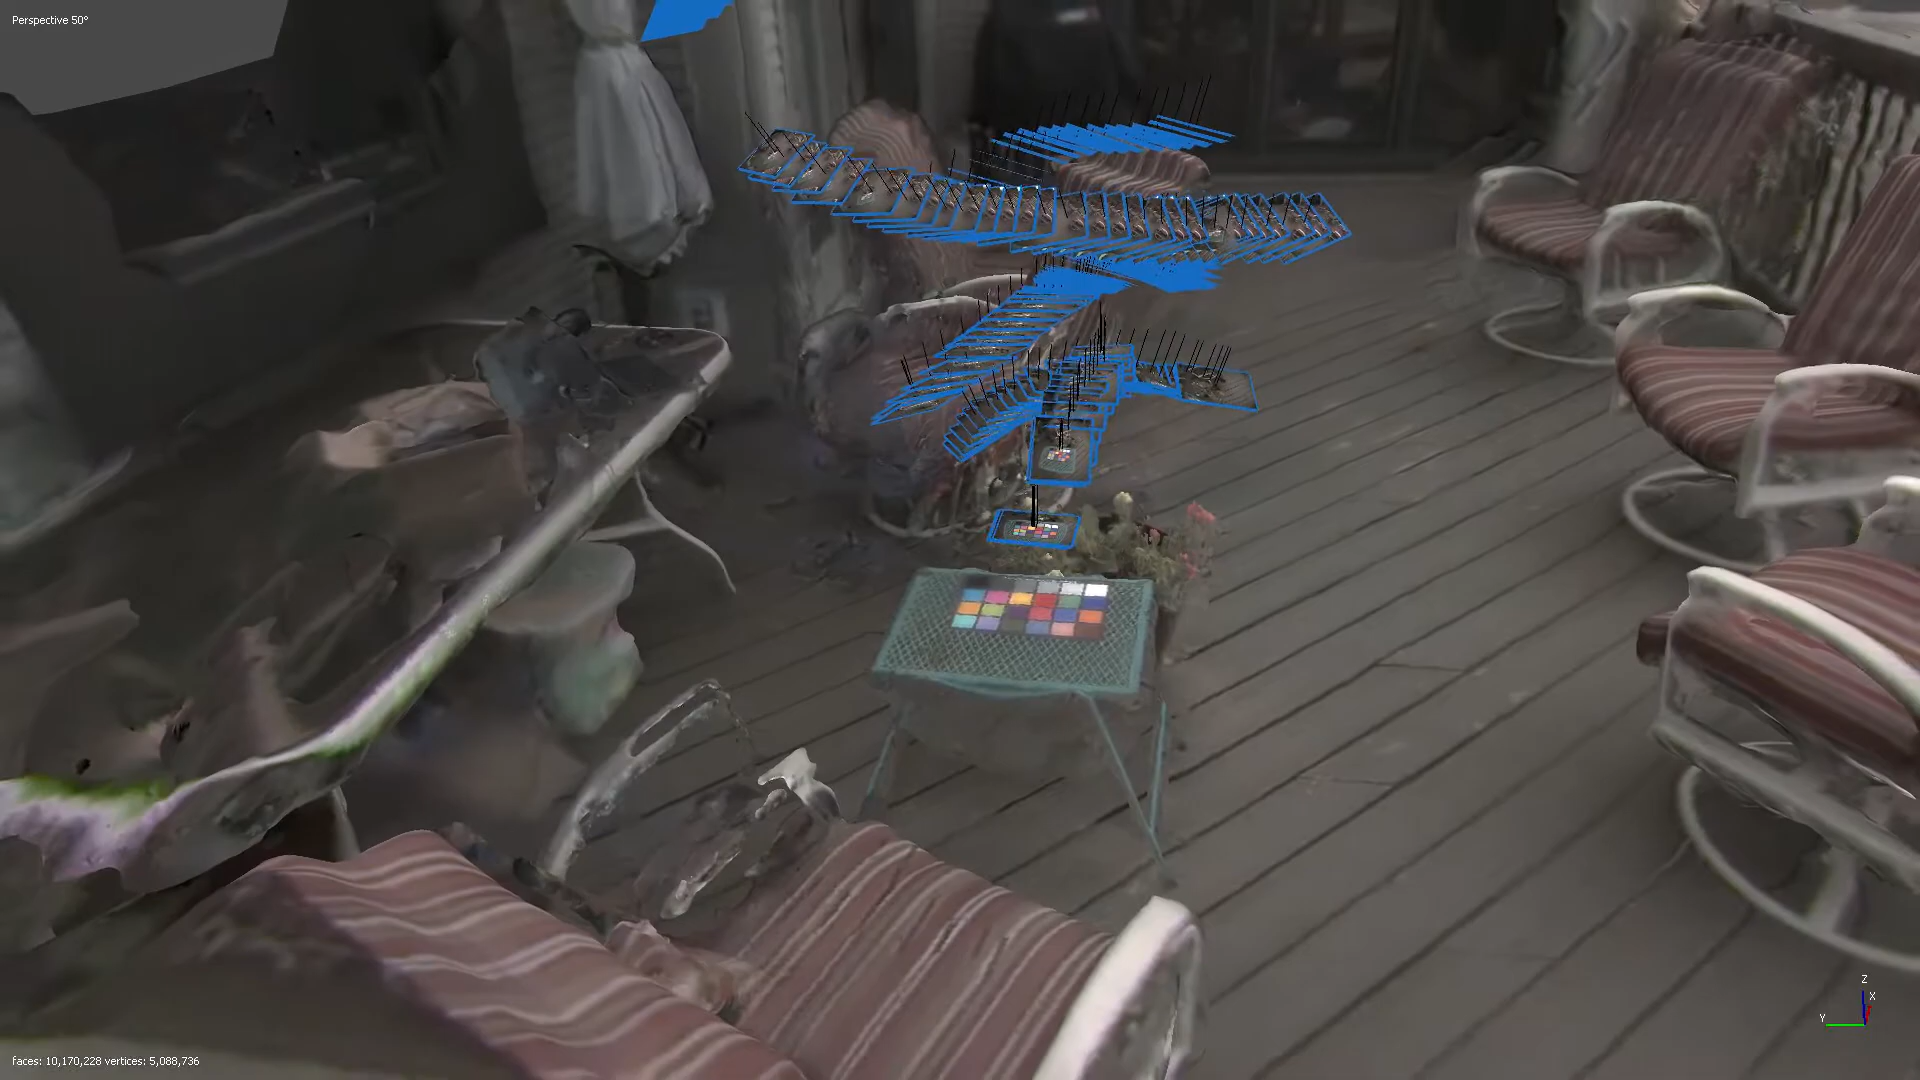 Perspective 50°
Z
X
Y
faces: 10,170,228 vertices: 5,088,736